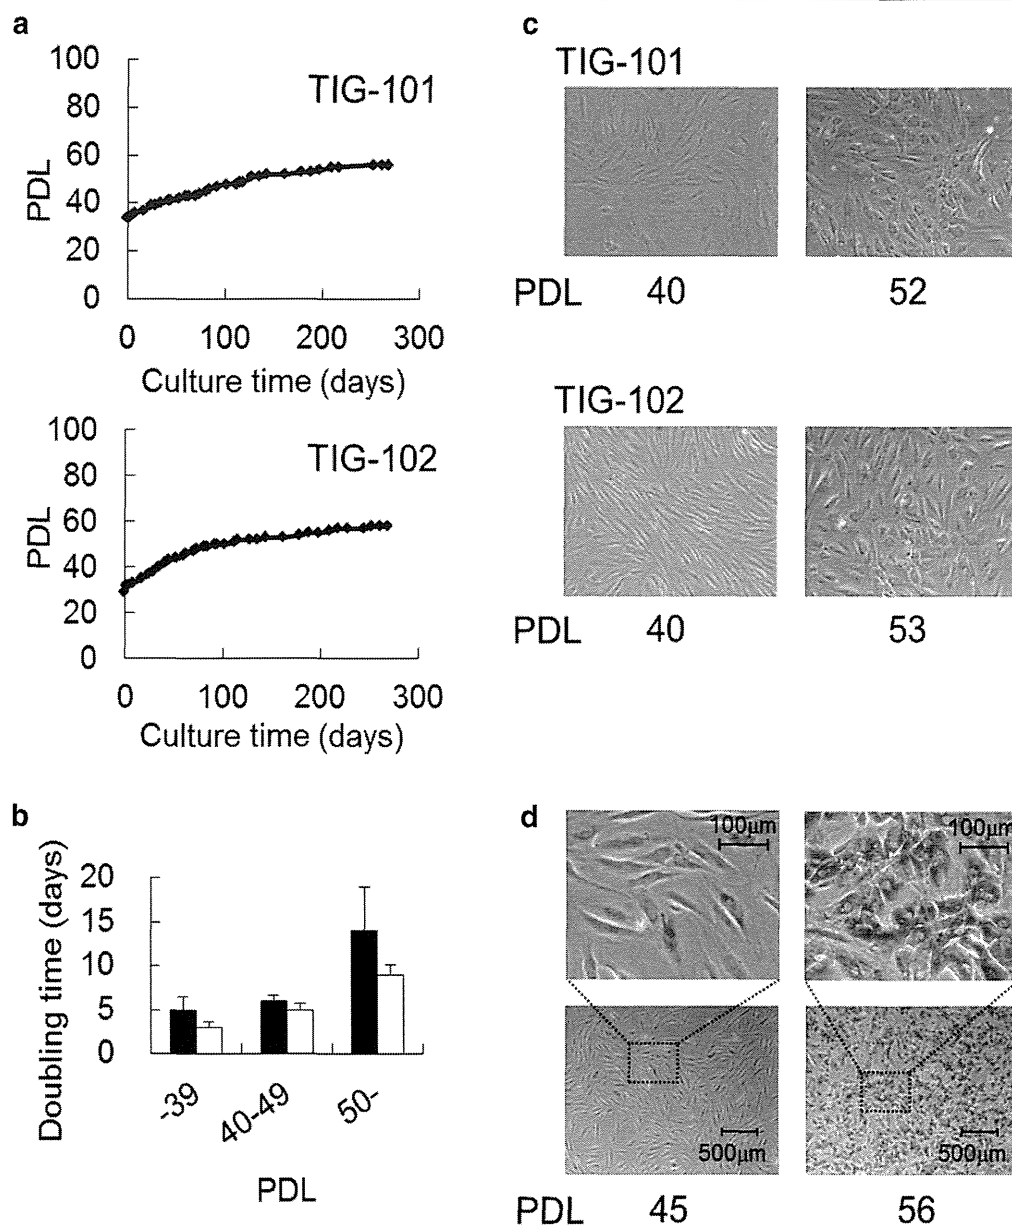 a
100
80
60
40
20
0
PDL
TIG-101
0 100 200 300
Culture time (days)
100
80
60
40
20
0
PDL
TIG-102
0 100 200 300
Culture time (days)
b
Doubling time (days)
20
15
10
5
0
-39 40-49 50-
PDL
c
TIG-101
PDL 40 52
TIG-102
PDL 40 53
d
100μm 100μm
500μm 500μm
PDL 45 56